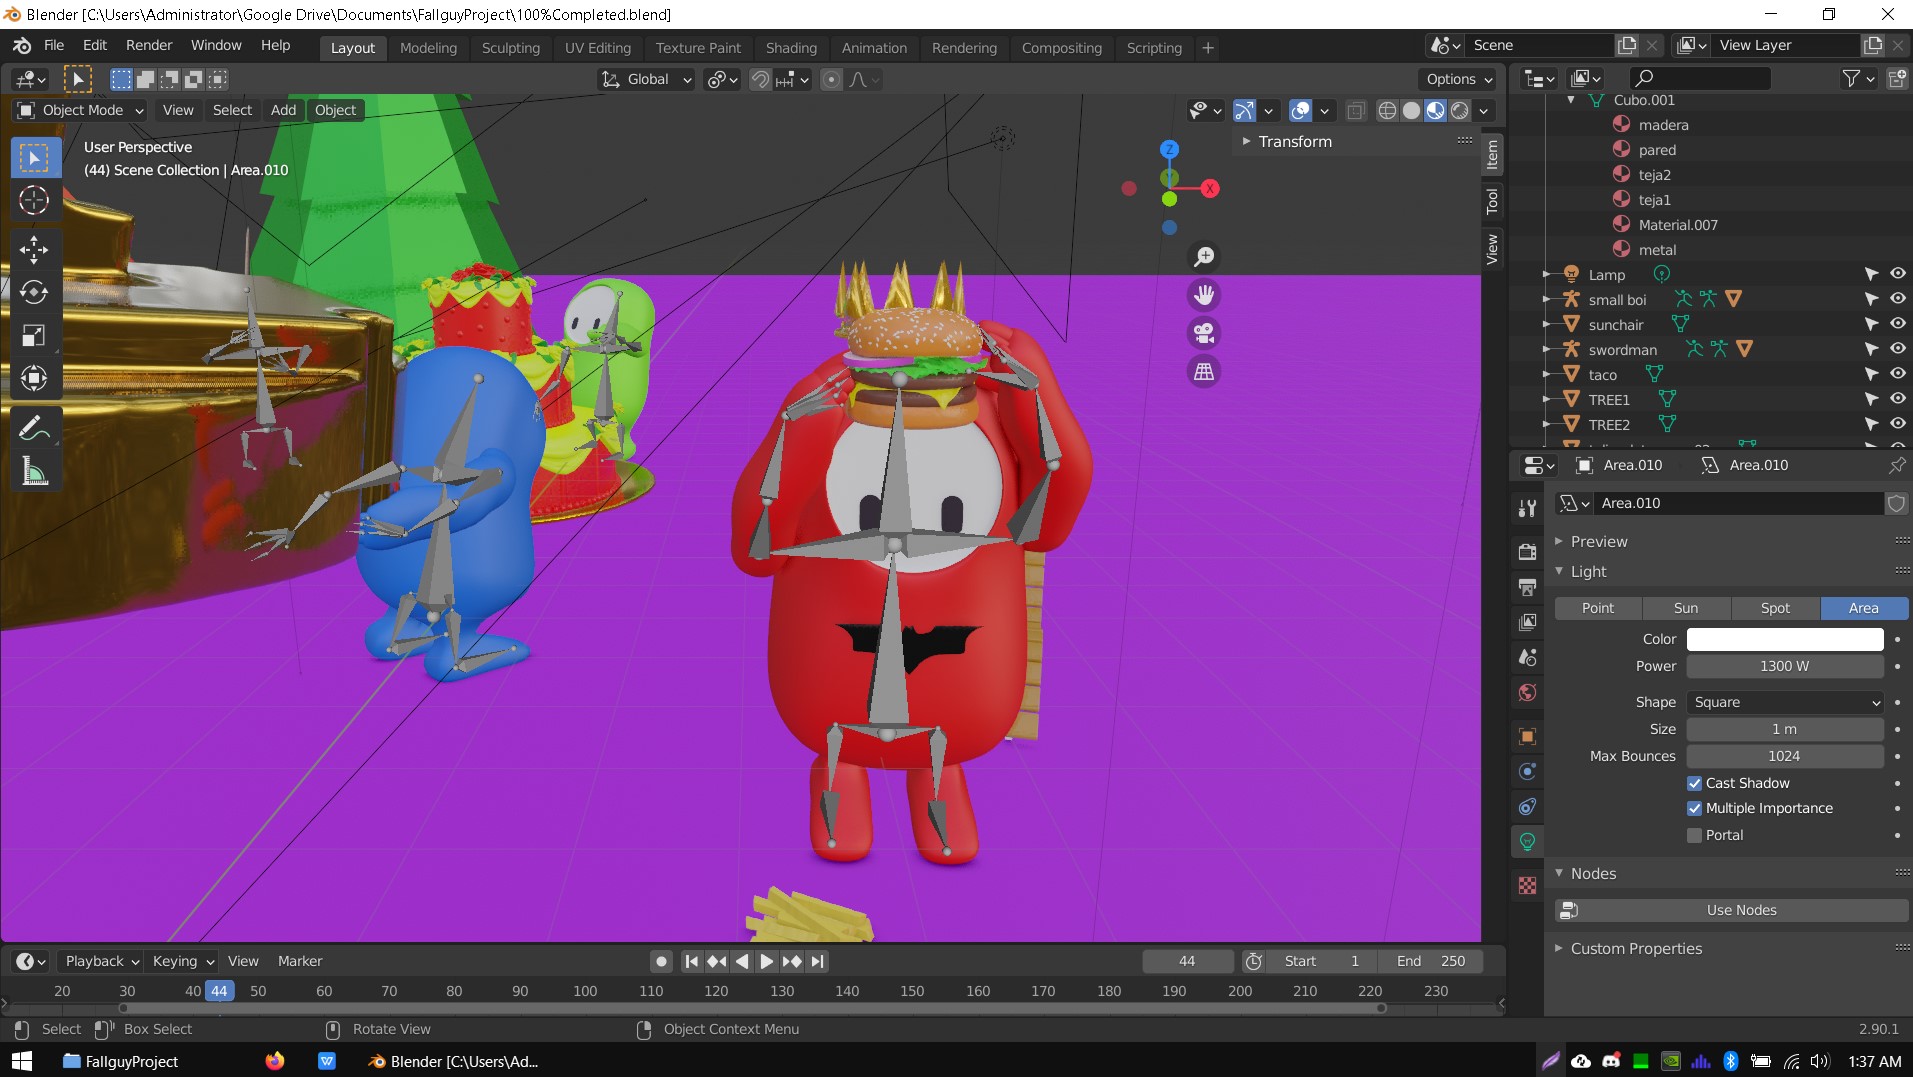 Blender [C:\Users\Administrator\Google Drive\Documents\FallguyProject\100%Completed.blend]
File Edit Render Window Help Layout Modeling Sculpting UV Editing Texture Paint Shading Animation Rendering Compositing Scripting + Scene View Layer
Global Options
Object Mode View Select Add Object
User Perspective
(44) Scene Collection | Area.010
Z
X
Transform
Item
Tool
View
Cubo.001
madera
pared
teja2
teja1
Material.007
metal
Lamp
small boi
sunchair
swordman
taco
TREE1
TREE2
Area.010 Area.010
Area.010
Preview
Light
Point Sun Spot Area
Color
Power 1300 W
Shape Square
Size 1 m
Max Bounces 1024
Cast Shadow
Multiple Importance
Portal
Nodes
Use Nodes
Custom Properties
Playback Keying View Marker 44 Start 1 End 250
20 30 40 44 50 60 70 80 90 100 110 120 130 140 150 160 170 180 190 200 210 220 230
Select Box Select Rotate View Object Context Menu 2.90.1
FallguyProject Blender [C:\Users\Ad... 1:37 AM